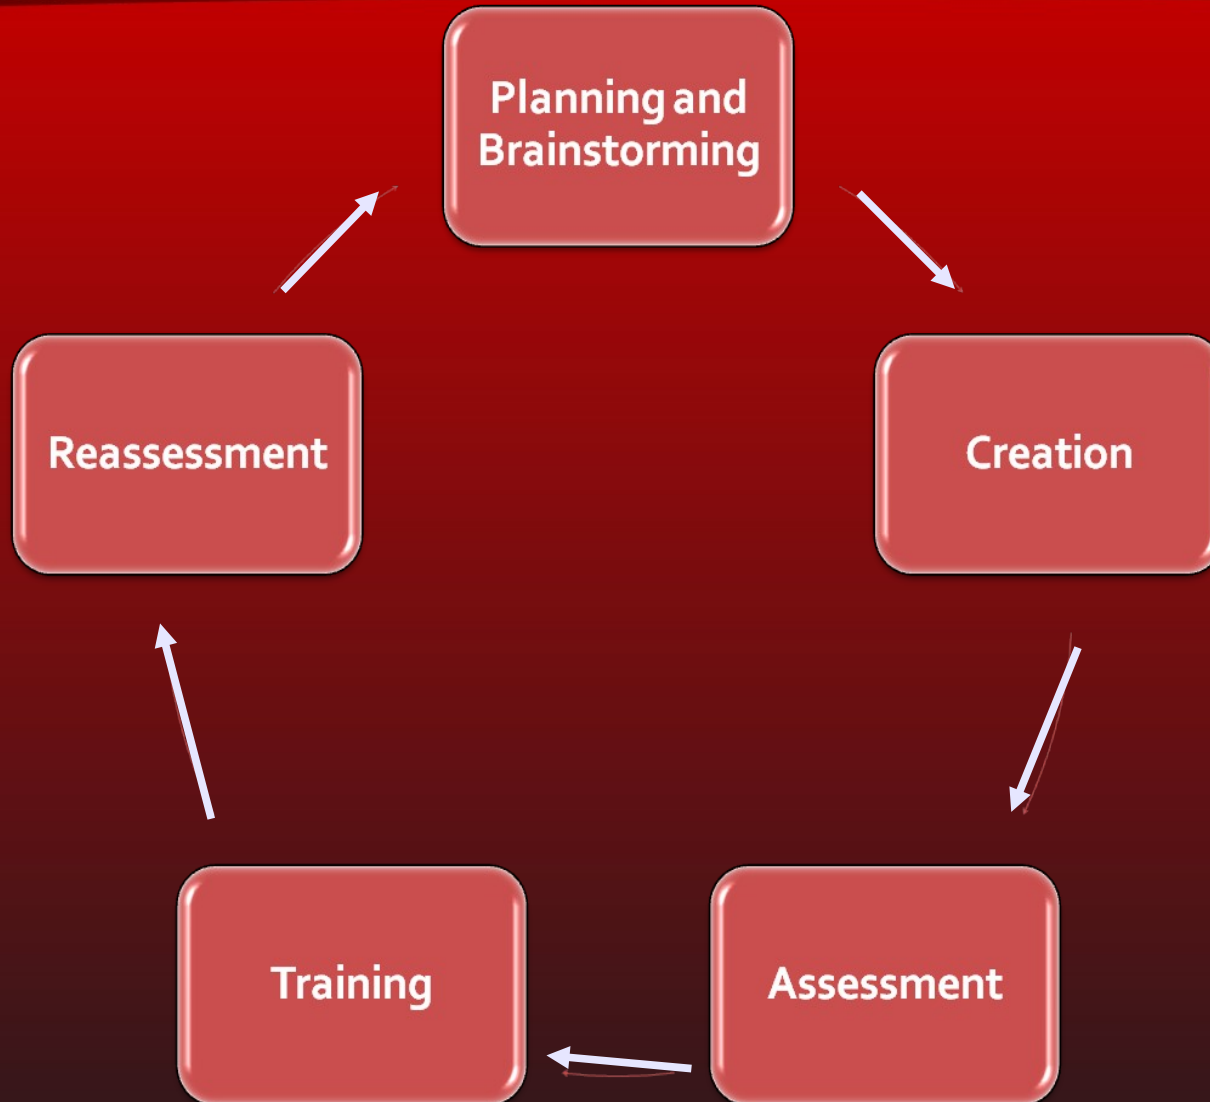 Planning and
Brainstorming
Creation
Assessment
Training
Reassessment